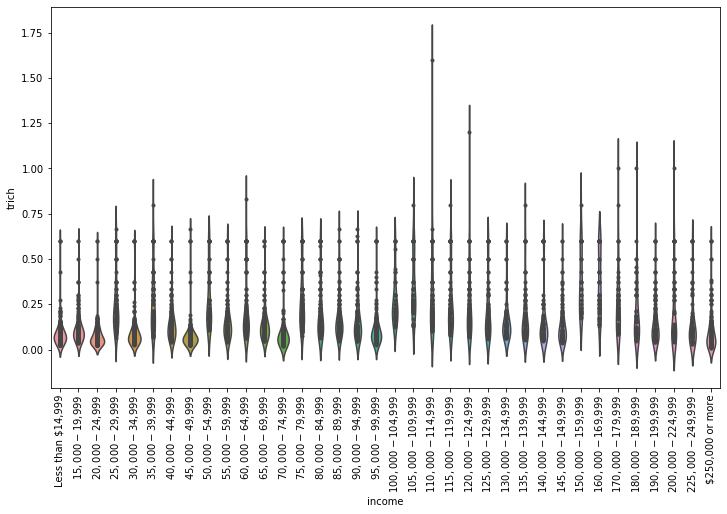 1.75
1.50
1.25
1.00
0.75
0.50
0.25
0.00
trich
Less than $14,999
15,000 − 19,999
20,000 − 24,999
25,000 − 29,999
30,000 − 34,999
35,000 − 39,999
40,000 − 44,999
45,000 − 49,999
50,000 − 54,999
55,000 − 59,999
60,000 − 64,999
65,000 − 69,999
70,000 − 74,999
75,000 − 79,999
80,000 − 84,999
85,000 − 89,999
90,000 − 94,999
95,000 − 99,999
100,000 − 104,999
105,000 − 109,999
110,000 − 114,999
115,000 − 119,999
120,000 − 124,999
125,000 − 129,999
130,000 − 134,999
135,000 − 139,999
140,000 − 144,999
145,000 − 149,999
150,000 − 159,999
160,000 − 169,999
170,000 − 179,999
180,000 − 189,999
190,000 − 199,999
200,000 − 224,999
225,000 − 249,999
$250,000 or more
income